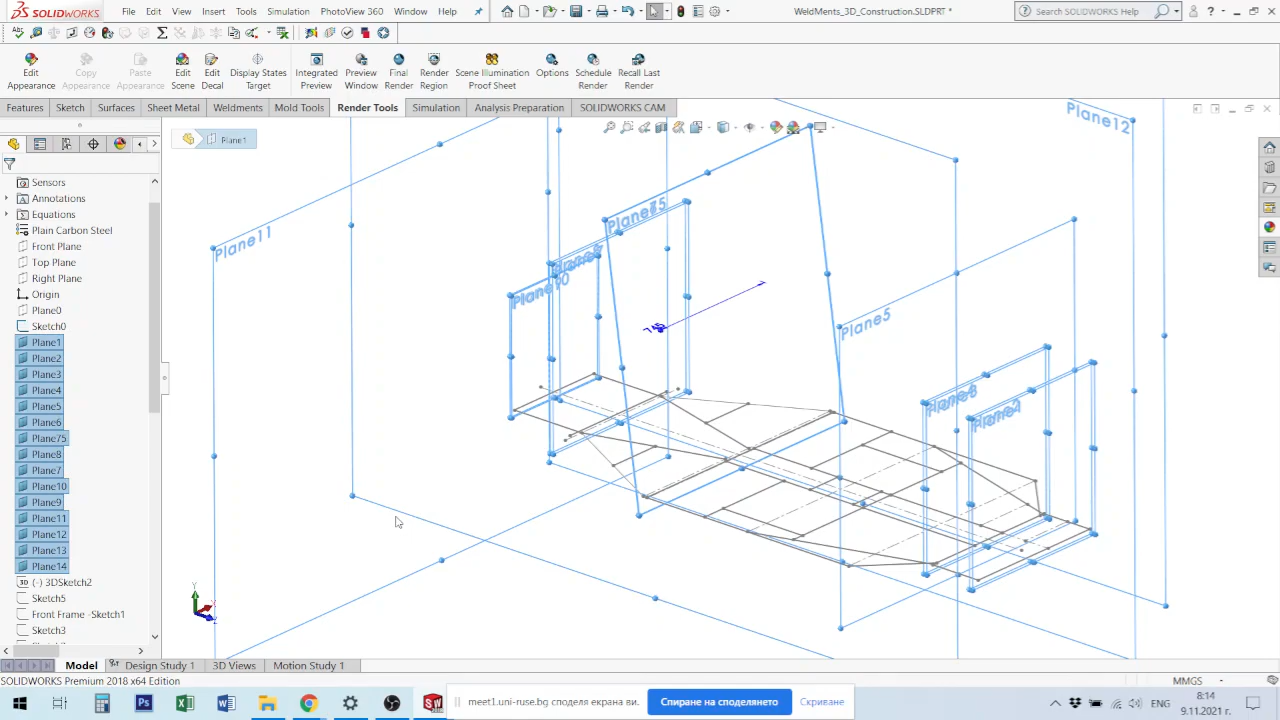 SOLIDWORKS File Edit View Insert Tools Simulation PhotoView 360 Window Help WeldMents_3D_Construction.SLDPRT * Search SOLIDWORKS Help
Edit Appearance
Copy Appearance
Paste Appearance
Edit Scene
Edit Decal
Display States Target
Integrated Preview
Preview Window
Final Render
Render Region
Scene Illumination Proof Sheet
Options
Schedule Render
Recall Last Render
Features Sketch Surfaces Sheet Metal Weldments Mold Tools Render Tools Simulation Analysis Preparation SOLIDWORKS CAM
Plane1
Sensors
Annotations
Equations
Plain Carbon Steel
Front Plane
Top Plane
Right Plane
Origin
Plane0
Sketch0
Plane1
Plane2
Plane3
Plane4
Plane5
Plane6
Plane75
Plane8
Plane7
Plane10
Plane9
Plane11
Plane12
Plane13
Plane14
3D (-) 3DSketch2
Sketch5
Front Frame -Sketch1
Sketch3
Plane12
Plane11
Plane10
Plane5
Y
Model Design Study 1 3D Views Motion Study 1
SOLIDWORKS Premium 2018 x64 Edition MMGS
meet1.uni-ruse.bg споделя екрана ви. Спиране на споделянето Скриване
ENG 8:14
9.11.2021 г.